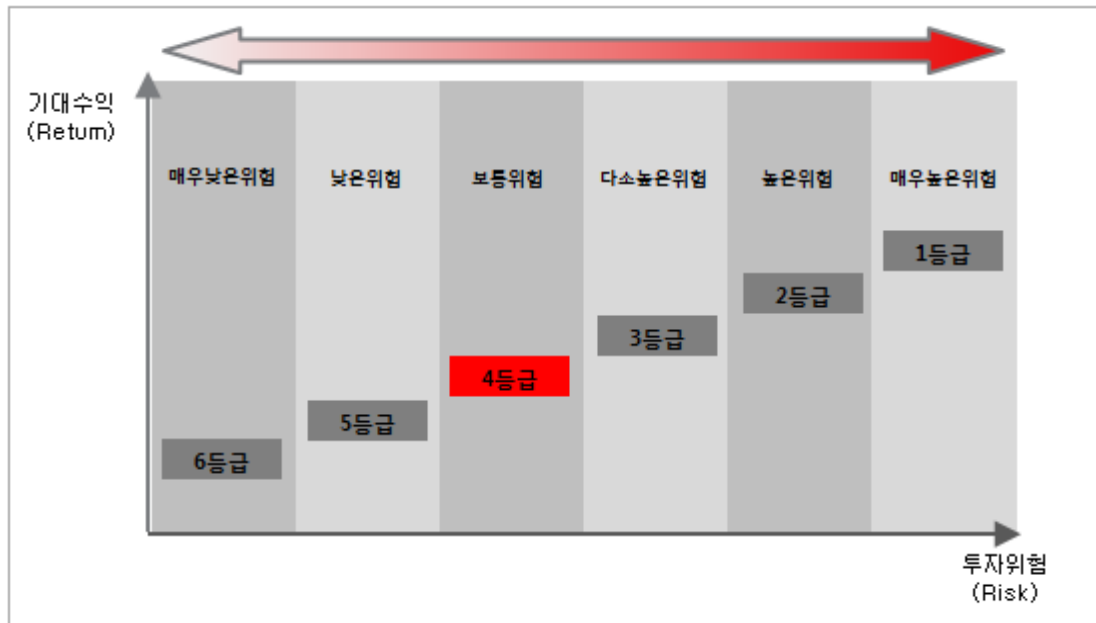 기대수익
(Return)
매우낮은위험
낮은위험
보통위험
다소높은위험
높은위험
매우높은위험
1등급
2등급
3등급
4등급
5등급
6등급
투자위험
(Risk)